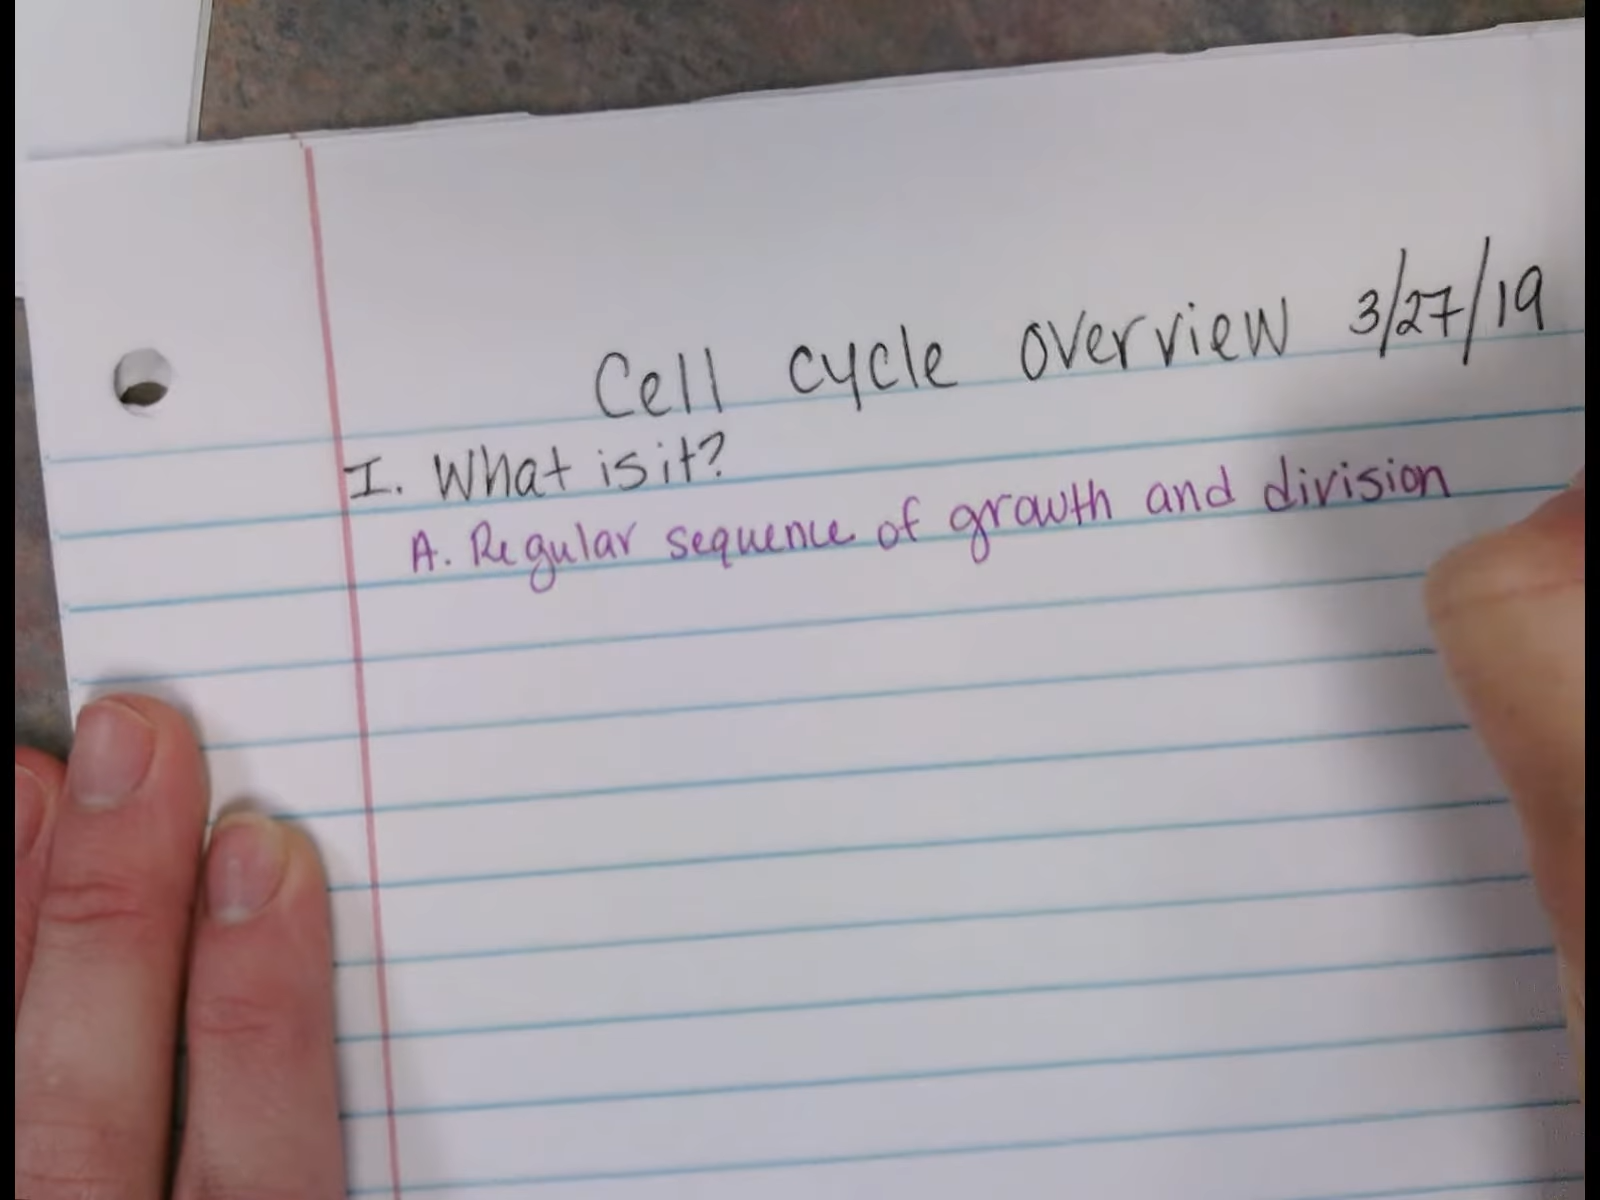 Cell cycle overview 3/27/19
I. What is it?
A. Regular sequence of growth and division